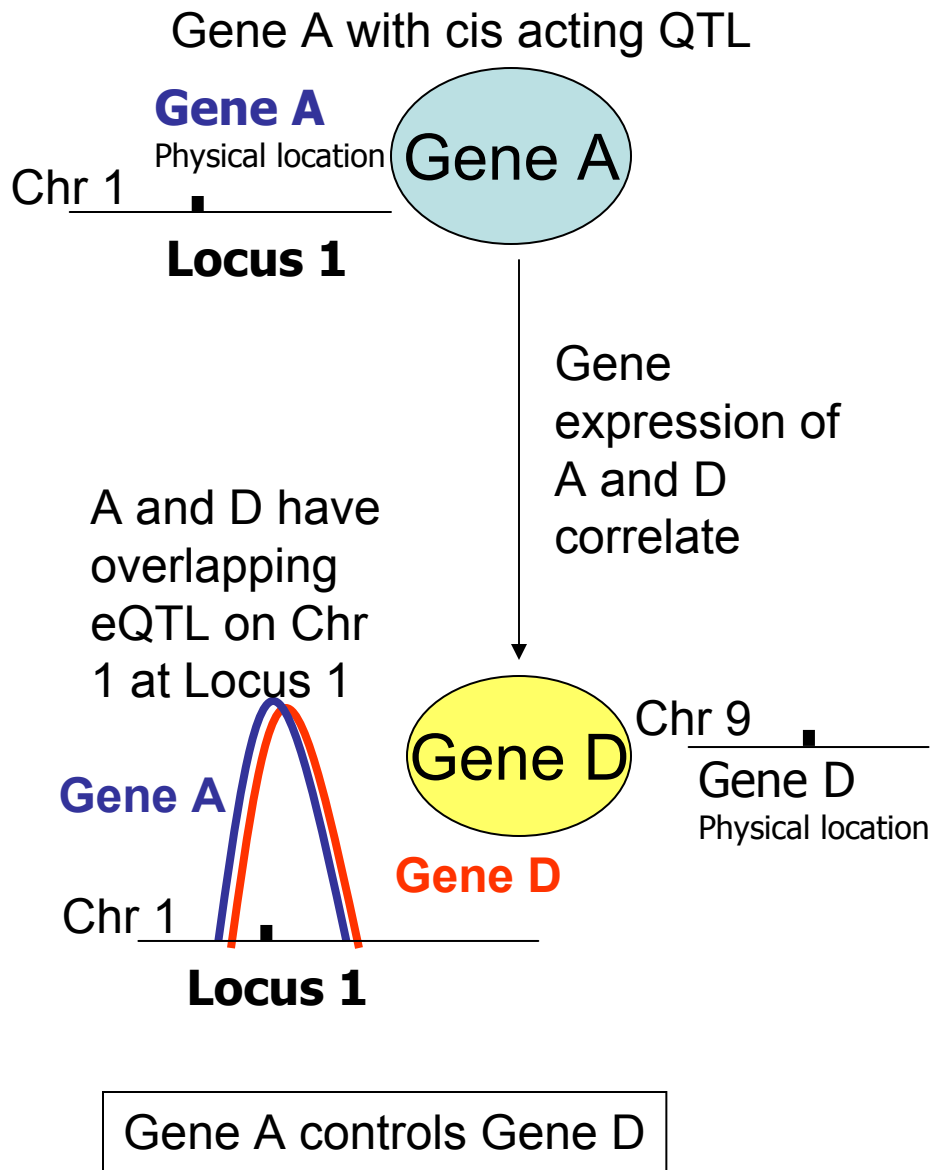 Gene A with cis acting QTL
Gene A
Physical location
Gene A
Chr 1
Locus 1
Gene
expression of
A and D
correlate
A and D have
overlapping
eQTL on Chr
1 at Locus 1
Chr 9
Gene D
Gene D
Physical location
Gene A
Gene D
Chr 1
Locus 1
Gene A controls Gene D